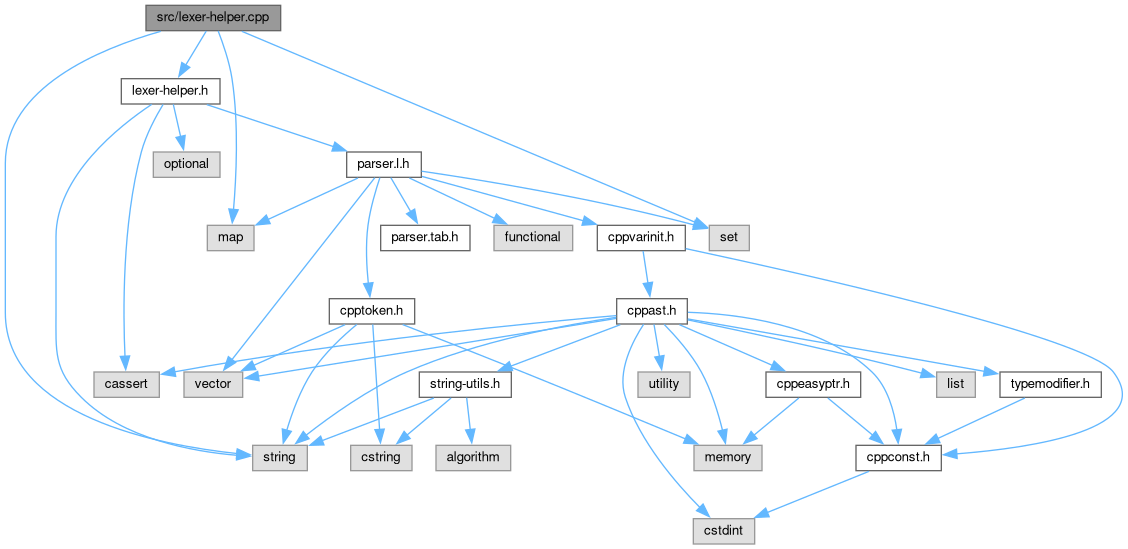 src/lexer-helper.cpp
lexer-helper.h
optional
parser.l.h
map
parser.tab.h
functional
cppvarinit.h
set
cpptoken.h
cppast.h
cassert
vector
string-utils.h
utility
cppeasyptr.h
list
typemodifier.h
string
cstring
algorithm
memory
cppconst.h
cstdint